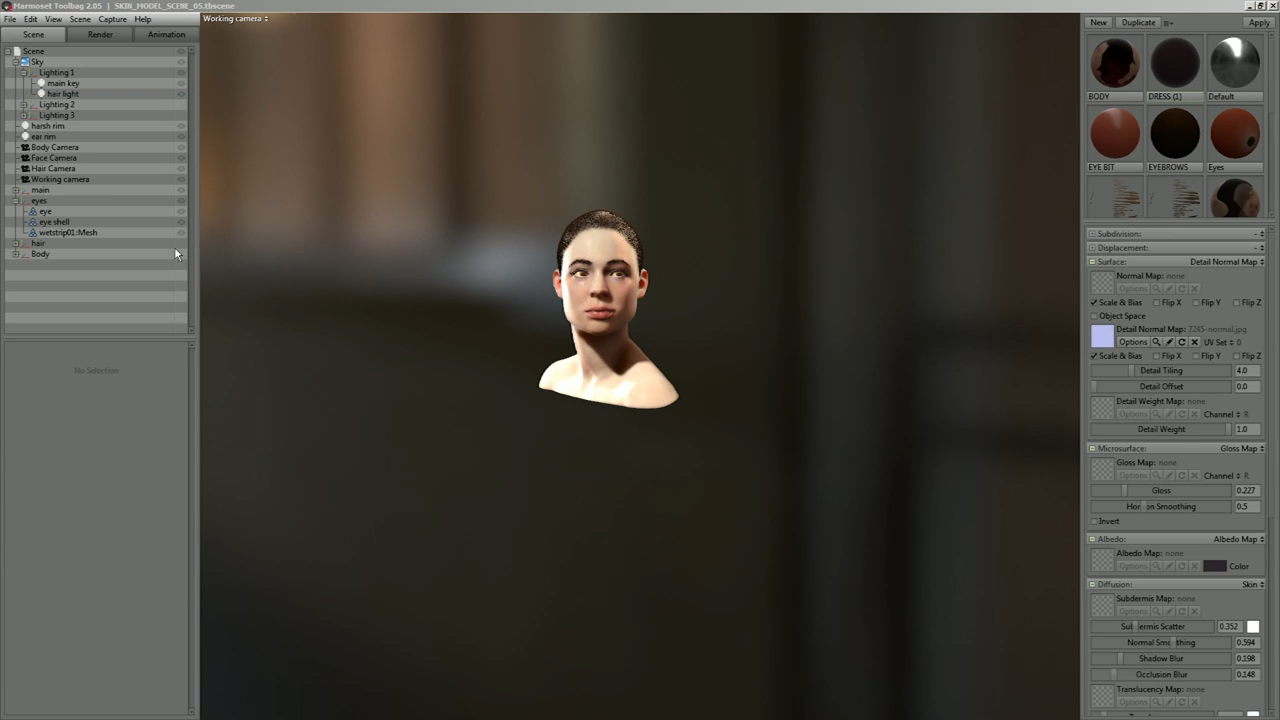 Marmoset Toolbag 2.05 | SKIN_MODEL_SCENE_05.tbscene
File Edit View Scene Capture Help
Working camera
Scene Render Animation
Scene
Sky
Lighting 1
main key
hair light
Lighting 2
Lighting 3
harsh rim
ear rim
Body Camera
Face Camera
Hair Camera
Working camera
main
eyes
eye
eye shell
wetstrip01:Mesh
hair
Body
No Selection
New Duplicate Apply
BODY DRESS (1) Default
EYE BIT EYEBROWS Eyes
Subdivision: -
Displacement: -
Surface: Detail Normal Map
Normal Map: none
Options
Scale & Bias Flip X Flip Y Flip Z
Object Space
Detail Normal Map: 7245-normal.jpg
Options UV Set 0
Scale & Bias Flip X Flip Y Flip Z
Detail Tiling 4.0
Detail Offset 0.0
Detail Weight Map: none
Options Channel R
Detail Weight 1.0
Microsurface: Gloss Map
Gloss Map: none
Options Channel R
Gloss 0.227
Smoothing 0.5
Invert
Albedo: Albedo Map
Albedo Map: none
Options Color
Diffusion: Skin
Subdermis Map: none
Options
Scatter 0.352
Normal 0.594
Shadow Blur 0.198
Occlusion Blur 0.148
Translucency Map: none
Options